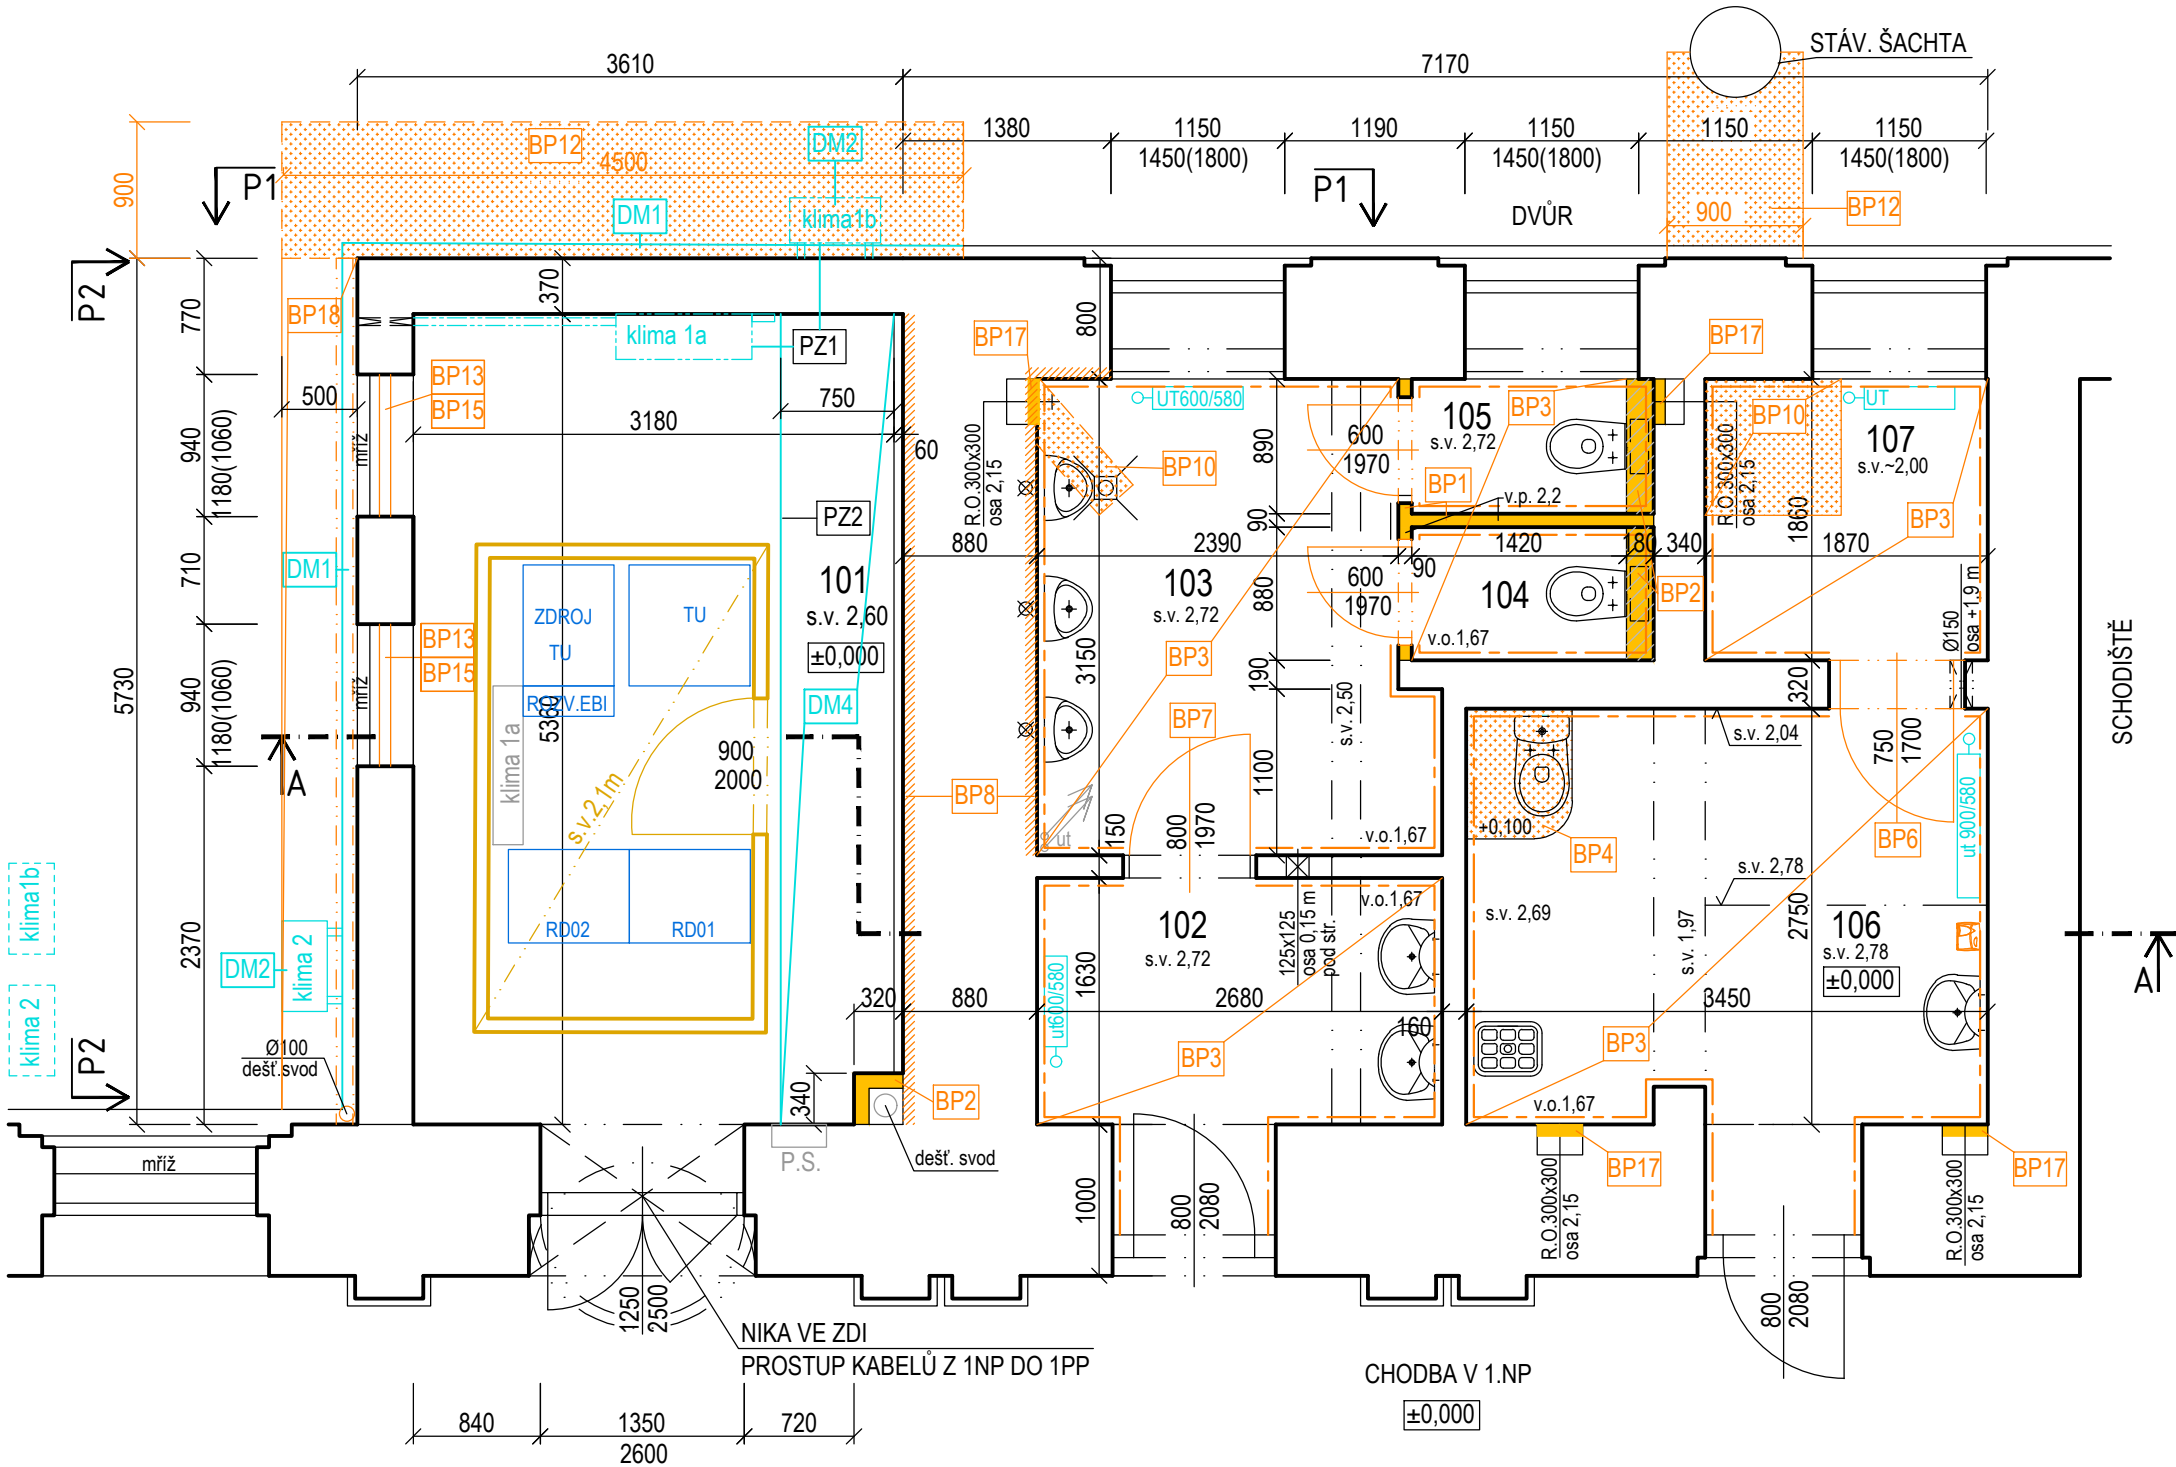 STÁV. ŠACHTA
3610
7170
1380
1150
1450(1800)
1190
1150
1450(1800)
1150
1150
1450(1800)
BP12
4500
DM2
900
P1
P1
DM1
klima1b
DVŮR
900
BP12
P2
770
370
800
BP18
klima 1a
PZ1
BP17
BP17
BP13
BP15
500
3180
750
60
mříž
940
1180(1060)
R.O.300x300
osa 2,15
UT600/580
890
600
1970
105
s.v. 2,72
BP3
BP10
BP1
v.p. 2,2
R.O.300x300
osa 2,15
BP10
UT
107
s.v.~2,00
BP3
1860
PZ2
90
880
2390
1420
180
340
1870
710
DM1
101
s.v. 2,60
±0,000
103
s.v. 2,72
880
600
1970
90
104
v.o.1,67
BP2
ZDROJ
TU
TU
ROZV.EBI
BP13
BP15
mříž
940
1180(1060)
5730
5360
klima 1a
s.v.2,1m
900
2000
DM4
3150
BP3
190
s.v. 2,50
320
Ø150
osa +1,9 m
SCHODIŠTĚ
A
BP8
BP7
1100
800
1970
150
ut
v.o.1,67
s.v. 2,04
750
1700
+0,100
BP4
BP6
ut 900/580
s.v. 2,78
s.v. 2,69
s.v. 1,97
2750
106
s.v. 2,78
±0,000
klima1b
klima 2
klima 2
DM2
2370
RD02
RD01
102
s.v. 2,72
v.o.1,67
125x125
osa 0,15 m
pod str.
1630
ut600/580
320
880
2680
160
3450
A
P2
Ø100
dešť.svod
340
BP2
BP3
BP3
v.o.1,67
mříž
P.S.
dešť. svod
1000
800
2080
R.O.300x300
osa 2,15
BP17
R.O.300x300
osa 2,15
BP17
1250
2500
800
2080
NIKA VE ZDI
PROSTUP KABELŮ Z 1NP DO 1PP
CHODBA V 1.NP
±0,000
840
1350
2600
720